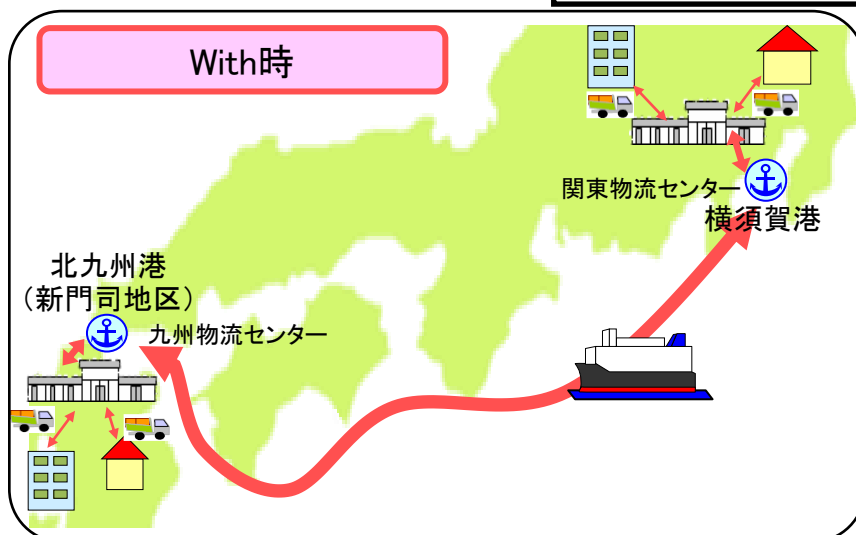 With時
関東物流センター
横須賀港
北九州港
（新門司地区）
九州物流センター